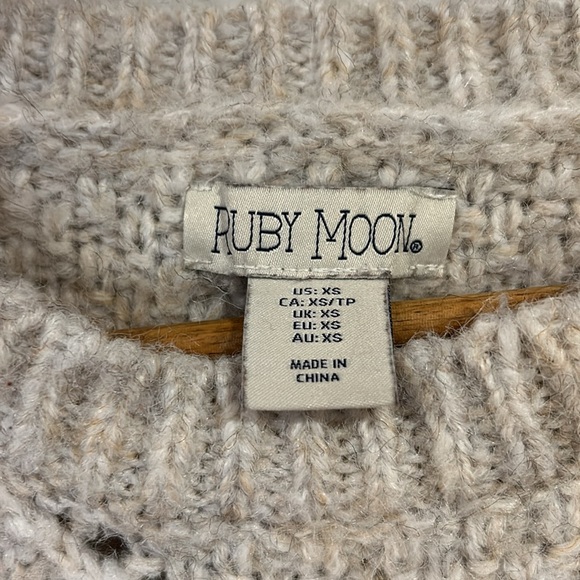 RUBY MOON®
US: XS
CA: XS/TP
UK: XS
EU: XS
AU: XS
MADE IN
CHINA